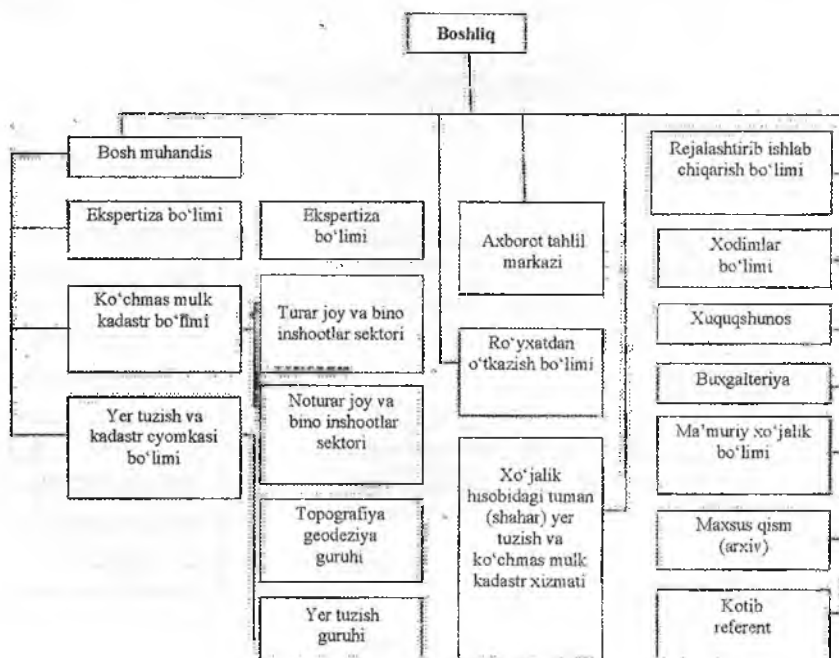 Boshliq
Bosh muhandis
Ekspertiza bo‘limi
Ko‘chmas mulk
kadastr bo‘limi
Yer tuzish va
kadastr cyomkasi
bo‘limi
Ekspertiza
bo‘limi
Turar joy va bino
inshootlar sektori
Noturar joy va
bino inshootlar
sektori
Topografiya
geodeziya
guruhi
Yer tuzish
guruhi
Axborot tahlil
markazi
Ro‘yxatdan
o‘tkazish bo‘limi
Xo‘jalik
hisobidagi tuman
(shahar) yer
tuzish va
ko‘chmas mulk
kadastr xizmati
Rejalashtirib ishlab
chiqarish bo‘limi
Xodimlar
bo‘limi
Xuquqshunos
Buxgalteriya
Ma’muriy xo‘jalik
bo‘limi
Maxsus qism
(arxiv)
Kotib
referent